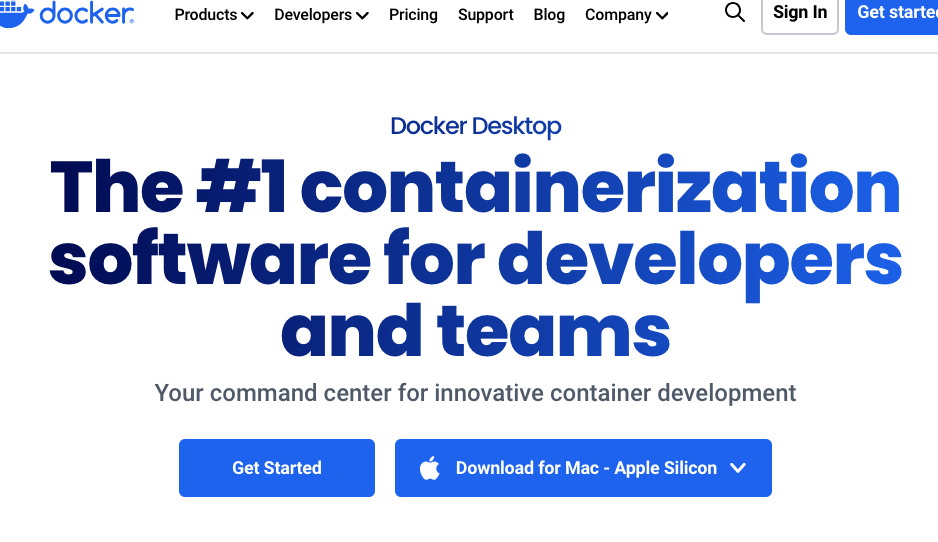 docker
Products Developers Pricing Support Blog Company
Sign In
Get started
Docker Desktop
The #1 containerization
software for developers
and teams
Your command center for innovative container development
Get Started
Download for Mac - Apple Silicon